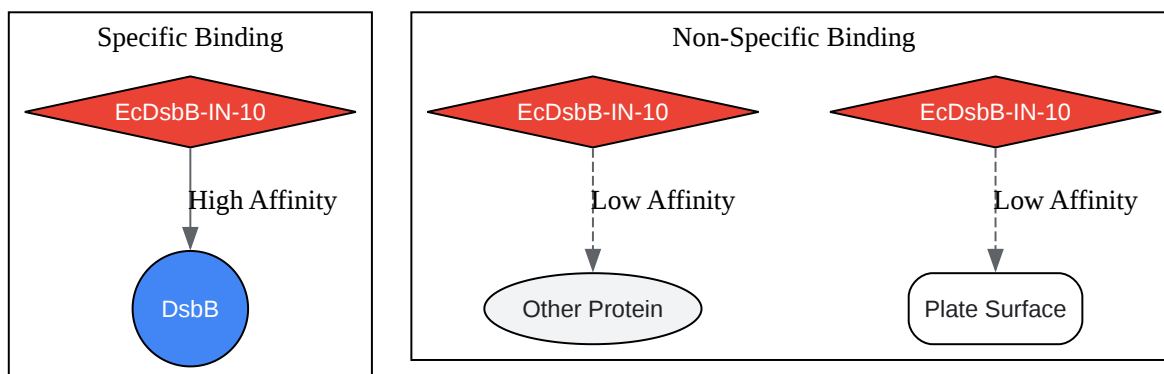 Specific Binding
EcDsbB-IN-10
High Affinity
DsbB
Non-Specific Binding
EcDsbB-IN-10
Low Affinity
Other Protein
EcDsbB-IN-10
Low Affinity
Plate Surface